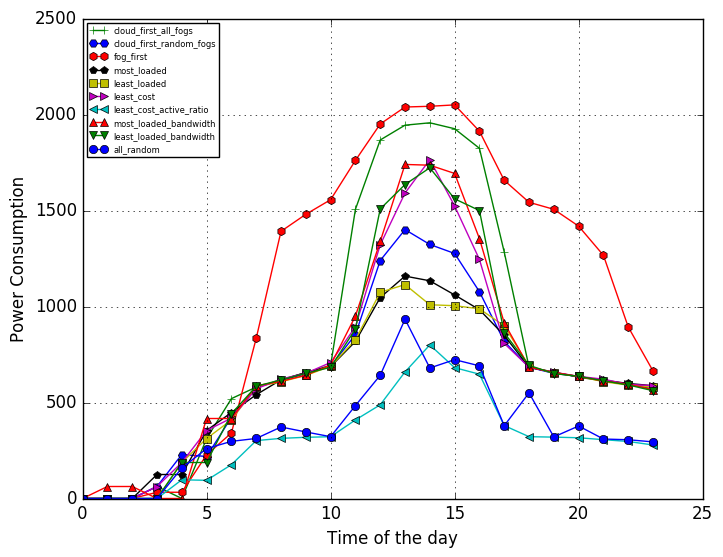 2500
2000
1500
1000
500
0
0
5
10
15
20
25
Power Consumption
Time of the day
cloud_first_all_fogs
cloud_first_random_fogs
fog_first
most_loaded
least_loaded
least_cost
least_cost_active_ratio
most_loaded_bandwidth
least_loaded_bandwidth
all_random